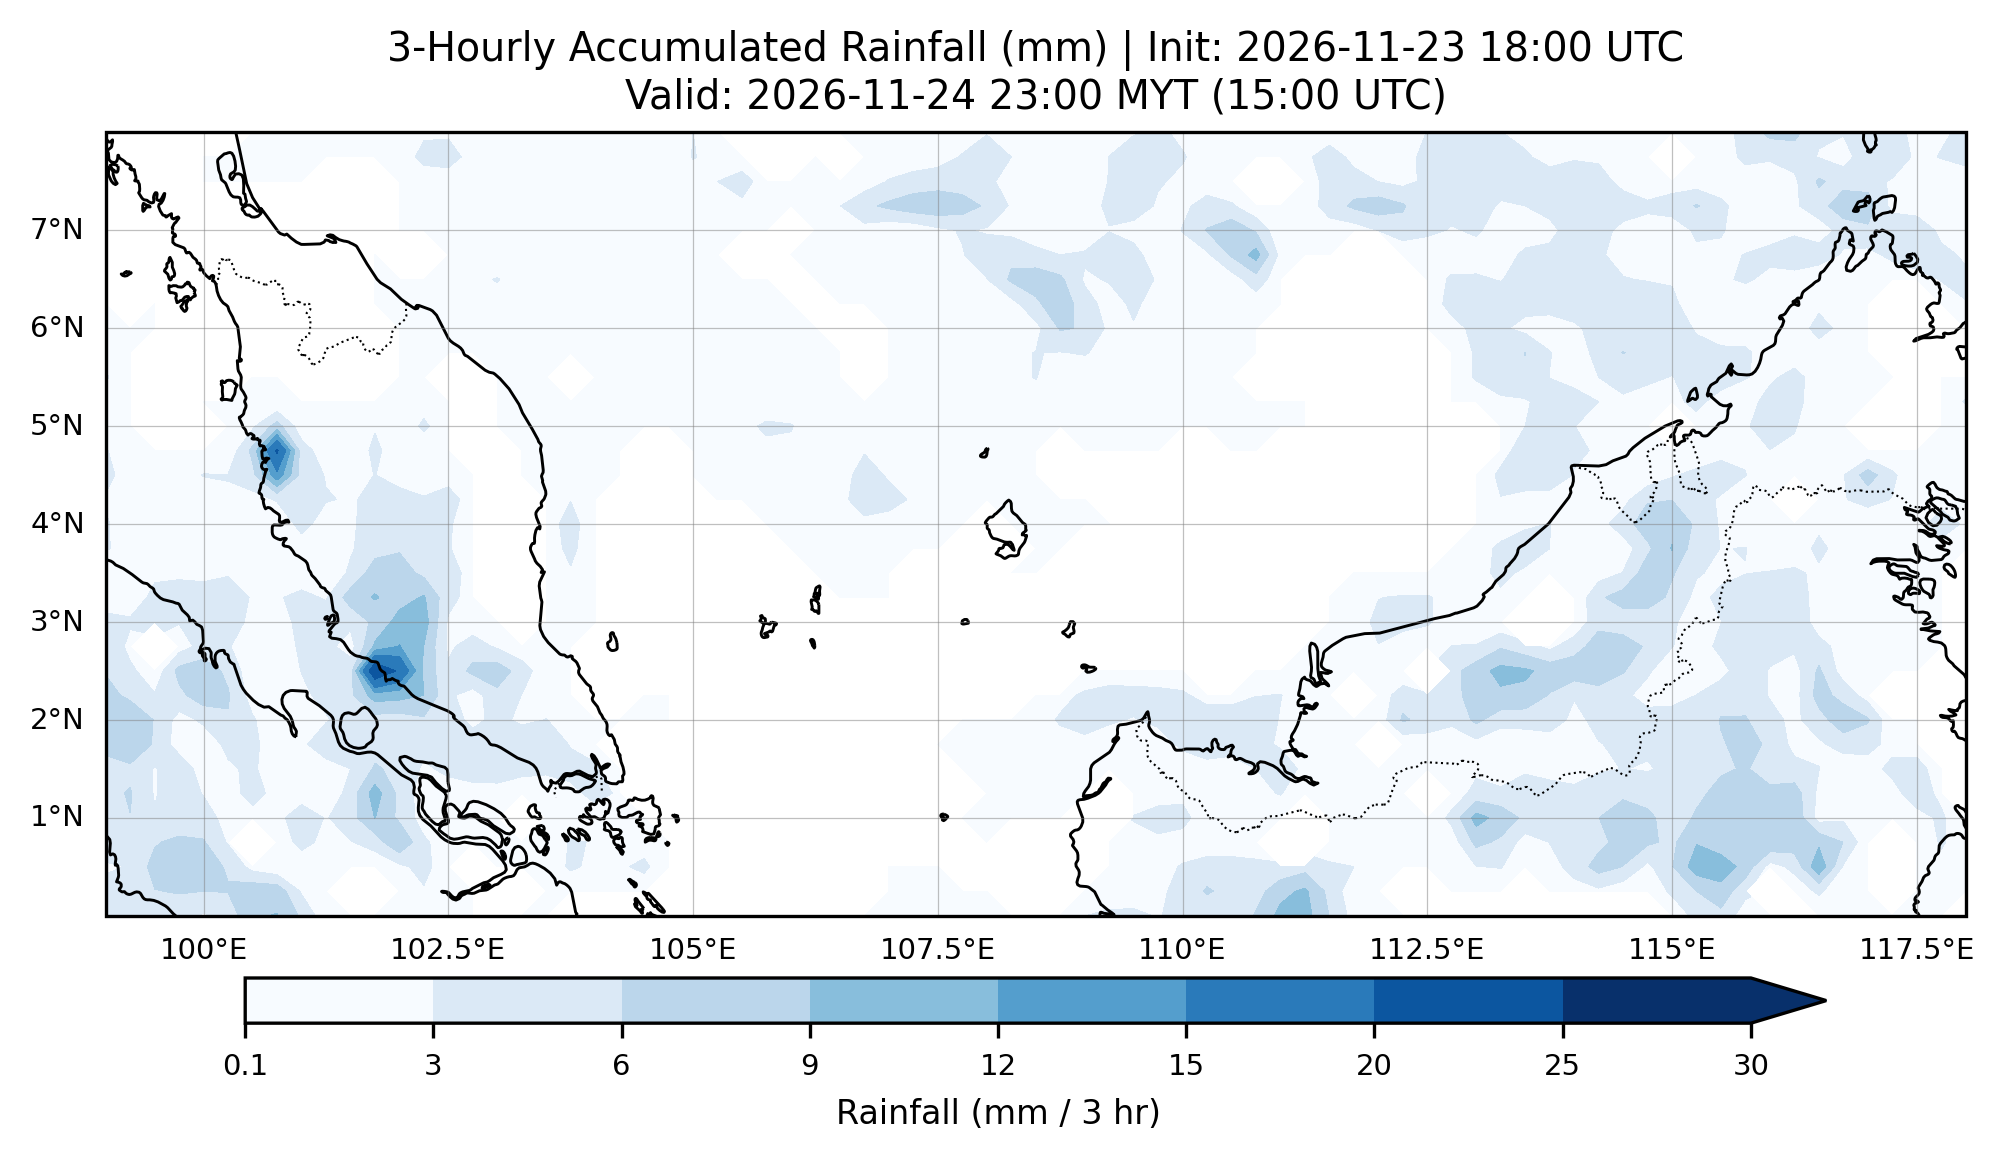 3-Hourly Accumulated Rainfall (mm) | Init: 2026-11-23 18:00 UTC
Valid: 2026-11-24 23:00 MYT (15:00 UTC)
7°N
6°N
5°N
4°N
3°N
2°N
1°N
100°E 102.5°E 105°E 107.5°E 110°E 112.5°E 115°E 117.5°E
0.1 3 6 9 12 15 20 25 30
Rainfall (mm / 3 hr)